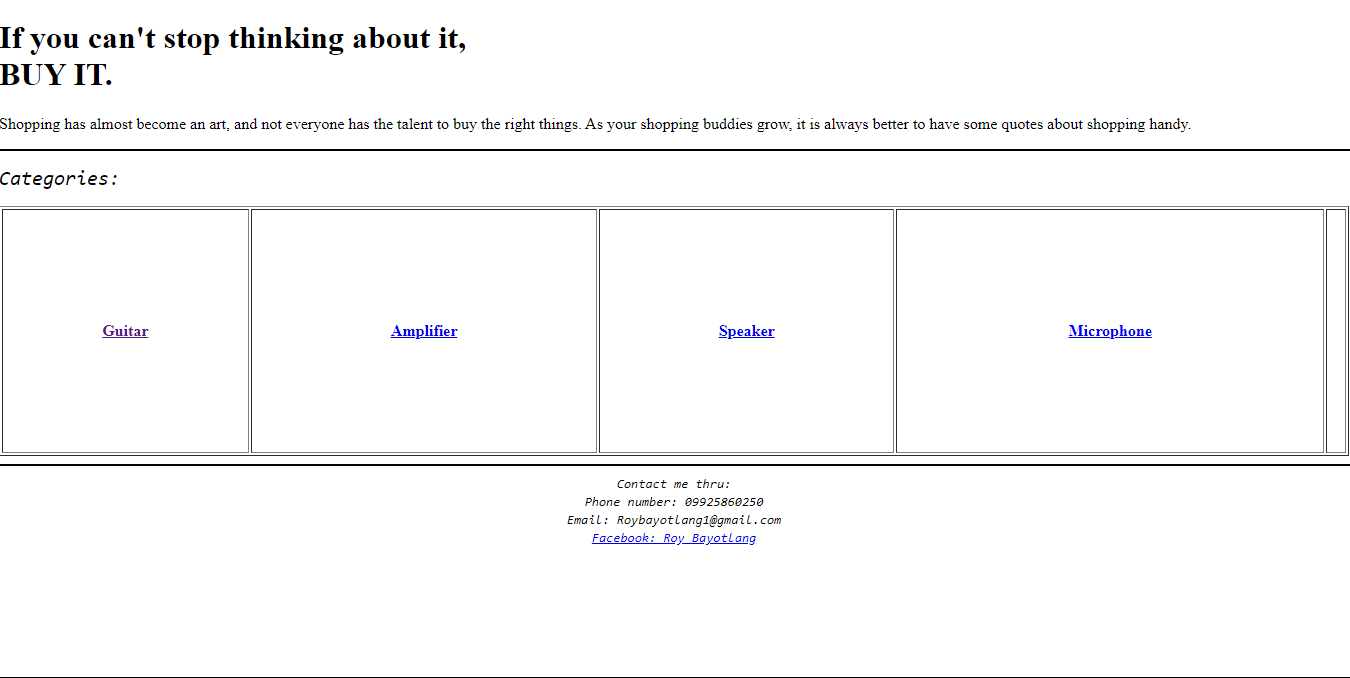 If you can't stop thinking about it,
BUY IT.
Shopping has almost become an art, and not everyone has the talent to buy the right things. As your shopping buddies grow, it is always better to have some quotes about shopping handy.
Categories:
Guitar
Amplifier
Speaker
Microphone
Contact me thru:
Phone number: 09925860250
Email: Roybayotlang1@gmail.com
Facebook: Roy Bayotlang